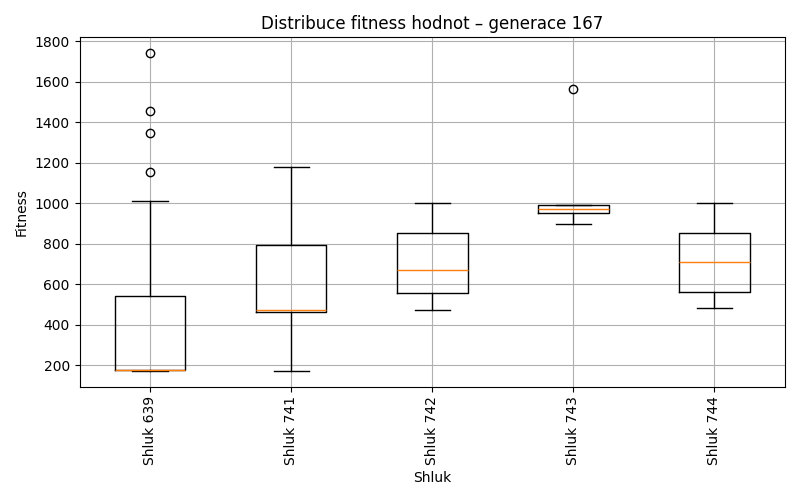 Distribuce fitness hodnot – generace 167
Fitness
1800
1600
1400
1200
1000
800
600
400
200
Shluk 639
Shluk 741
Shluk 742
Shluk 743
Shluk 744
Shluk